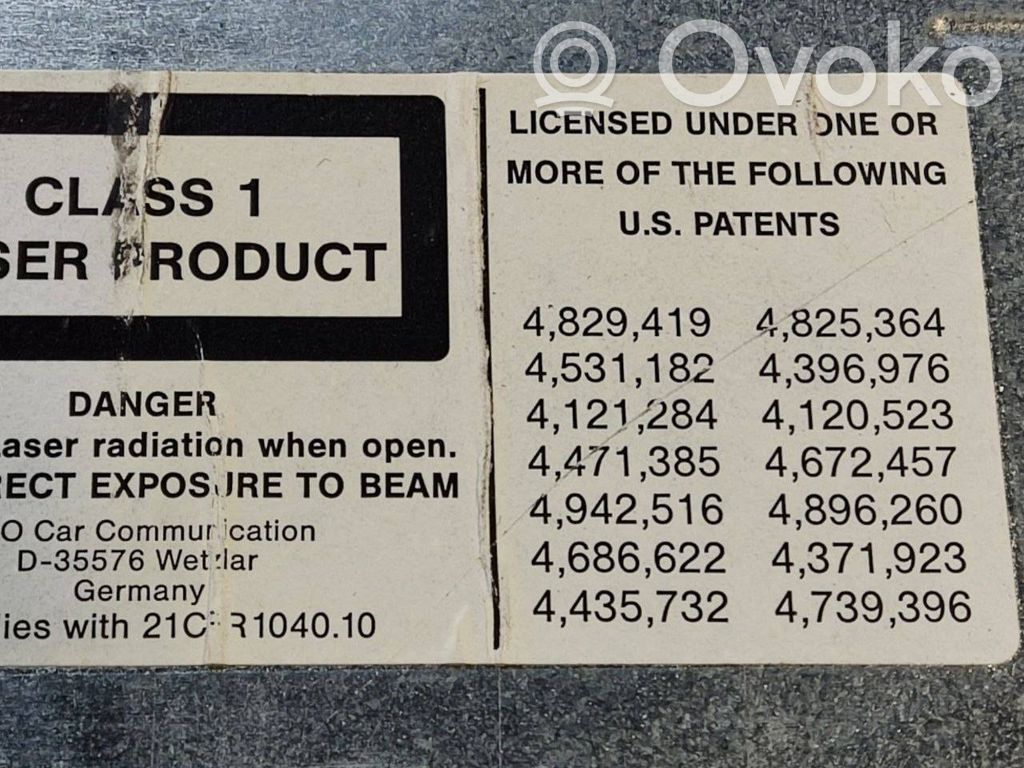 Ovoko
CLASS 1
SER PRODUCT
DANGER
Laser radiation when open.
RECT EXPOSURE TO BEAM
O Car Communication
D-35576 Wetzlar
Germany
ies with 21CFR1040.10
LICENSED UNDER ONE OR
MORE OF THE FOLLOWING
U.S. PATENTS
4,829,419 4,825,364
4,531,182 4,396,976
4,121,284 4,120,523
4,471,385 4,672,457
4,942,516 4,896,260
4,686,622 4,371,923
4,435,732 4,739,396